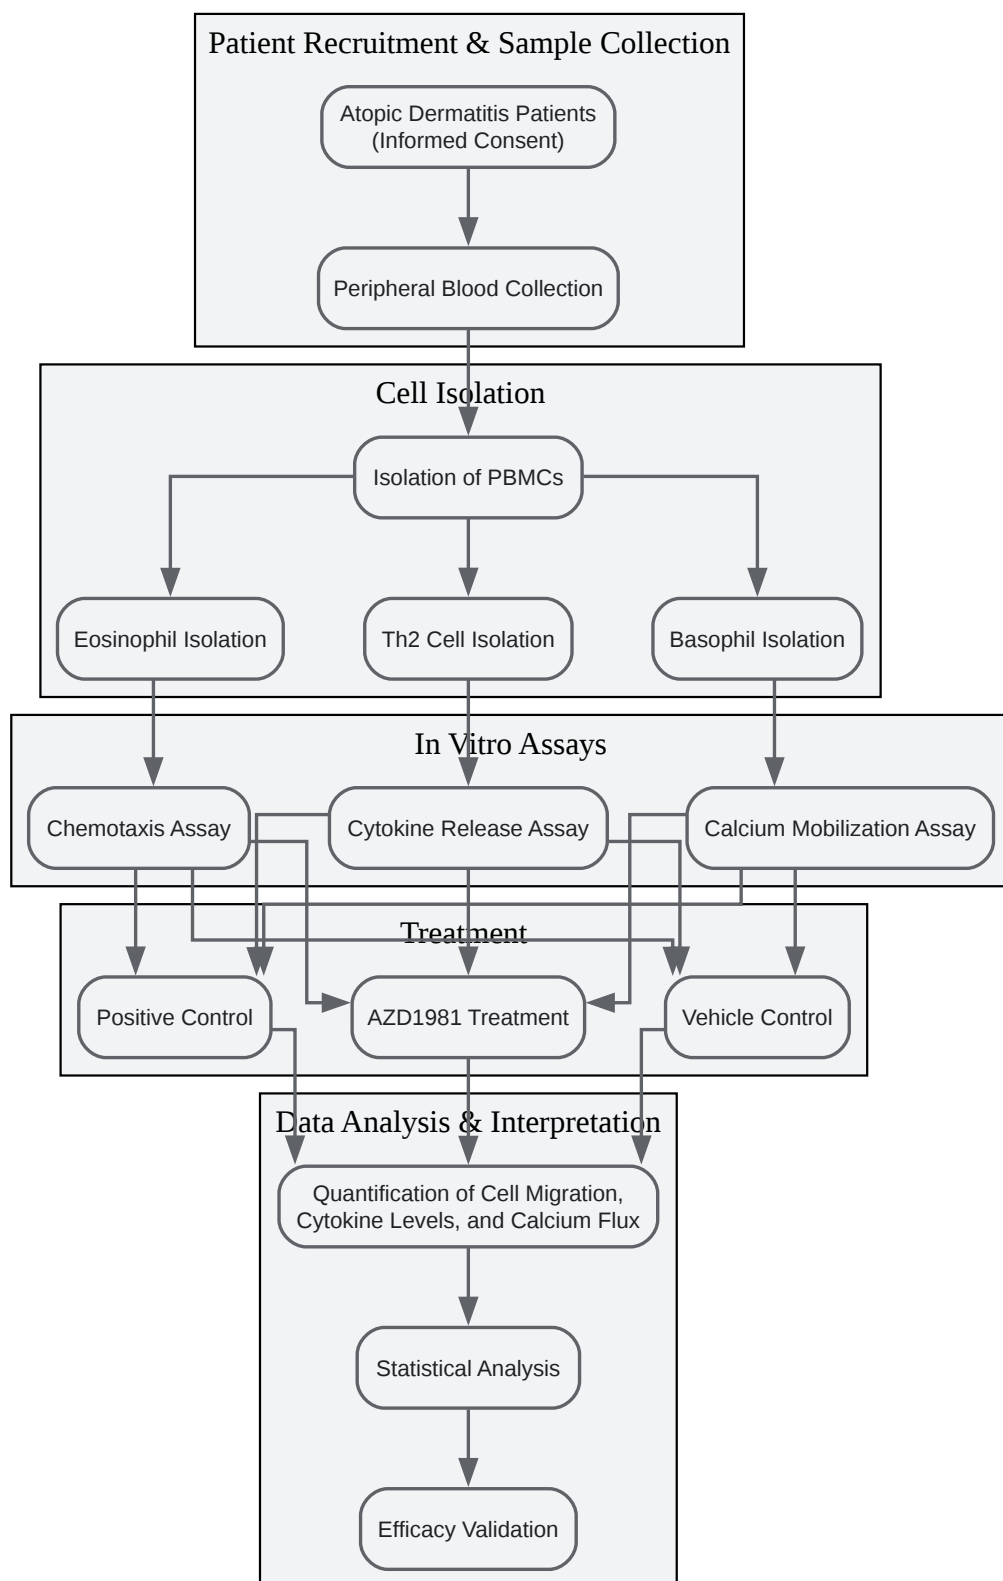 Patient Recruitment & Sample Collection
Atopic Dermatitis Patients
(Informed Consent)
Peripheral Blood Collection
Cell Isolation
Isolation of PBMCs
Eosinophil Isolation
Th2 Cell Isolation
Basophil Isolation
In Vitro Assays
Chemotaxis Assay
Cytokine Release Assay
Calcium Mobilization Assay
Treatment
Positive Control
AZD1981 Treatment
Vehicle Control
Data Analysis & Interpretation
Quantification of Cell Migration,
Cytokine Levels, and Calcium Flux
Statistical Analysis
Efficacy Validation